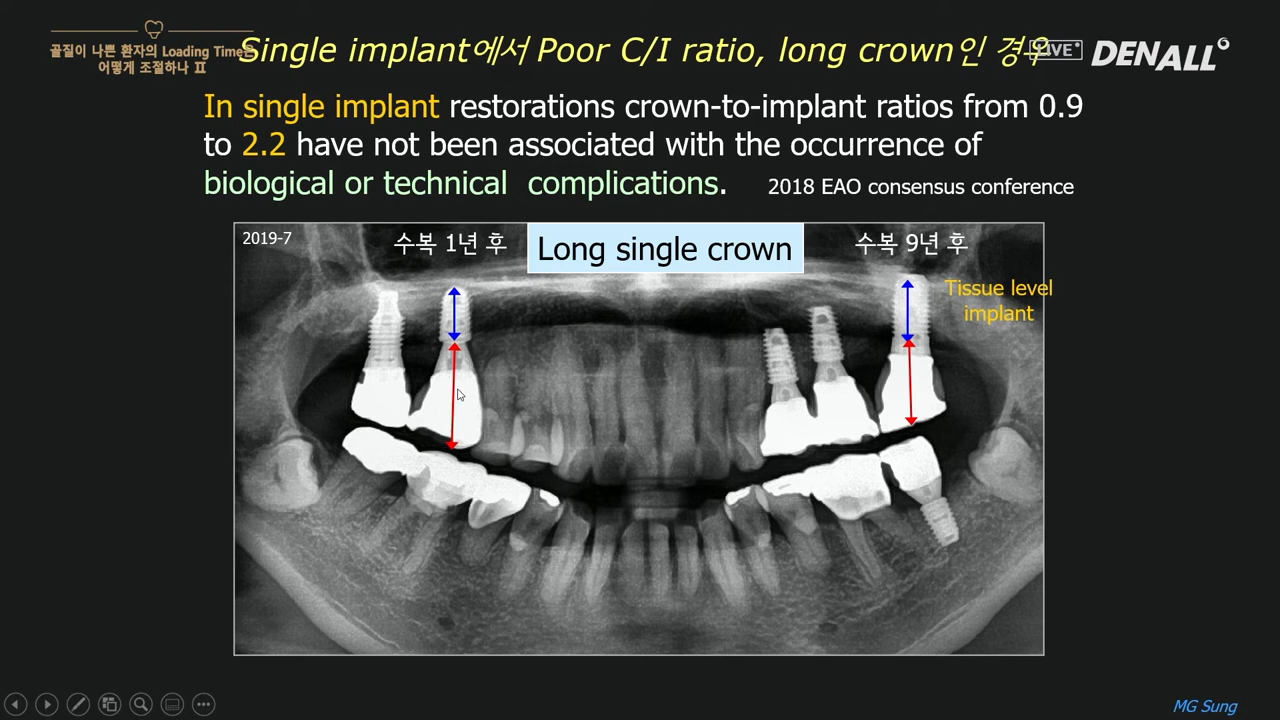 골질이 나쁜 환자의 Loading Time은
어떻게 조절하나 II
Single implant에서 Poor C/I ratio, long crown인 경우
LIVE
DENALL
In single implant restorations crown-to-implant ratios from 0.9
to 2.2 have not been associated with the occurrence of
biological or technical complications. 2018 EAO consensus conference
2019-7
수복 1년 후
Long single crown
수복 9년 후
Tissue level
implant
MG Sung